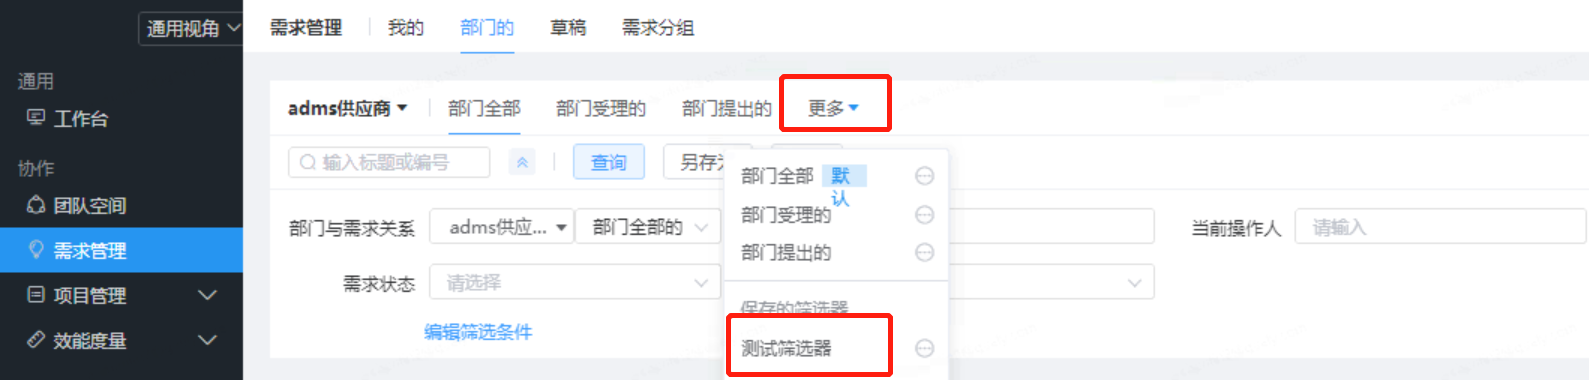 通用视角
需求管理 我的 部门的 草稿 需求分组
通用
工作台
协作
团队空间
需求管理
项目管理
效能度量
adms供应商 部门全部 部门受理的 部门提出的 更多
输入标题或编号 查询 另存
部门与需求关系 adms供应... 部门全部的 当前操作人 请输入
需求状态 请选择
编辑筛选条件
部门全部 默认
部门受理的
部门提出的
保存的筛选器
测试筛选器